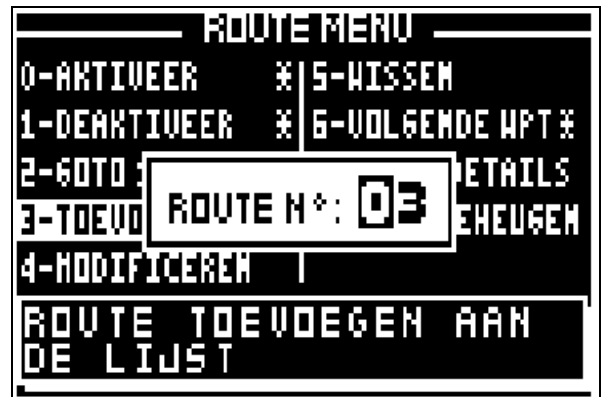 ROUTE MENU
0-AKTIVEER * 5-WISSEN
1-DEAKTIVEER * 6-VOLGENDE WPT *
2-GOTO ETAILS
3-TOEVO EHEUGEN
ROUTE N°: 03
4-MODIFICEREN
ROUTE TOEVOEGEN AAN
DE LIJST